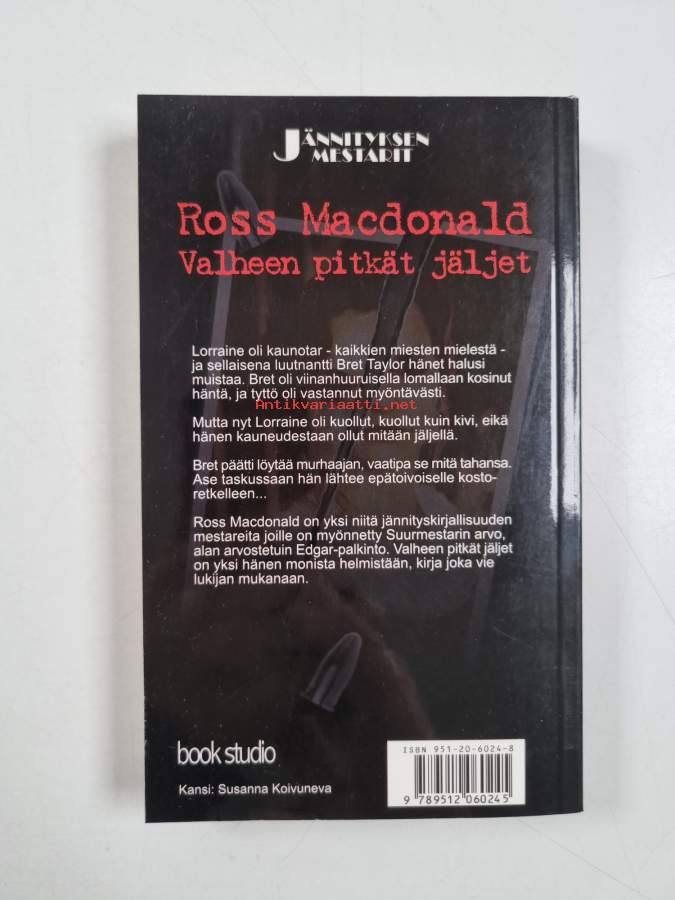 JÄNNITYKSEN
MESTARIT
Ross Macdonald
Valheen pitkät jäljet
Lorraine oli kaunotar - kaikkien miesten mielestä -
ja sellaisena luutnantti Bret Taylor hänet halusi
muistaa. Bret oli viinanhuuruisella lomallaan kosinut
häntä, ja tyttö oli vastannut myöntävästi.
Antikvariaatti.net
Mutta nyt Lorraine oli kuollut, kuollut kuin kivi, eikä
hänen kauneudestaan ollut mitään jäljellä.
Bret päätti löytää murhaajan, vaatipa se mitä tahansa.
Ase taskussaan hän lähtee epätoivoiselle kosto-
retkelleen...
Ross Macdonald on yksi niitä jännityskirjallisuuden
mestareita joille on myönnetty Suurmestarin arvo,
alan arvostetuin Edgar-palkinto. Valheen pitkät jäljet
on yksi hänen monista helmistään, kirja joka vie
lukijan mukanaan.
book studio
Kansi: Susanna Koivuneva
ISBN 951-20-6024-8
9 789512 060245